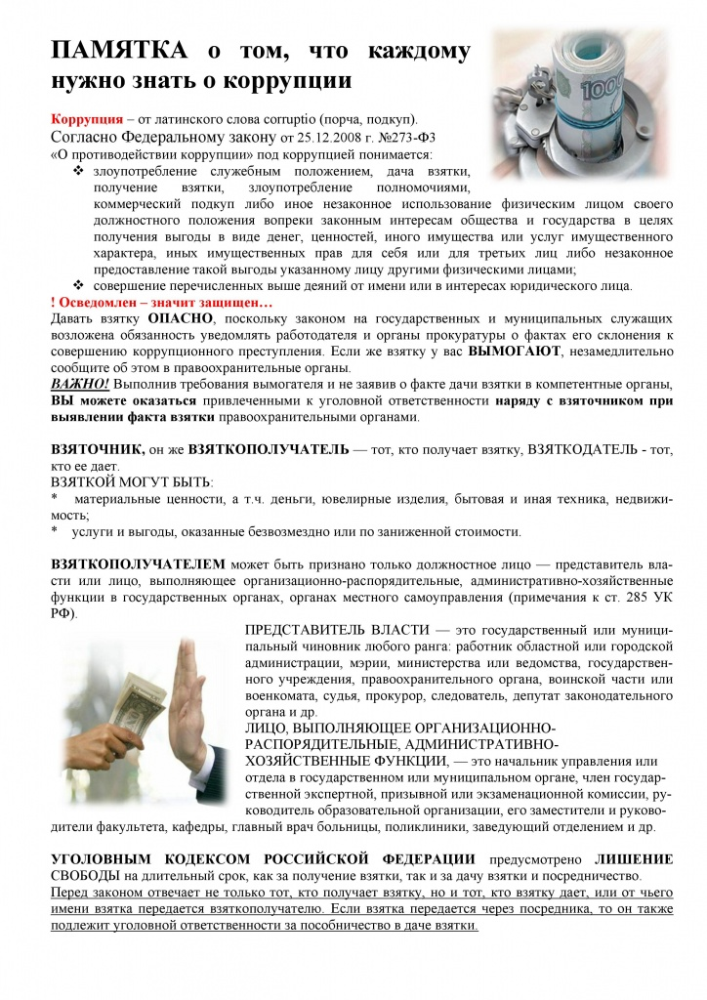 ПАМЯТКА о том, что каждому
нужно знать о коррупции
1000
Коррупция – от латинского слова corruptio (порча, подкуп).
Согласно Федеральному закону от 25.12.2008 г. №273-ФЗ
«О противодействии коррупции» под коррупцией понимается:
❖ злоупотребление служебным положением, дача взятки,
получение взятки, злоупотребление полномочиями,
коммерческий подкуп либо иное незаконное использование физическим лицом своего
должностного положения вопреки законным интересам общества и государства в целях
получения выгоды в виде денег, ценностей, иного имущества или услуг имущественного
характера, иных имущественных прав для себя или для третьих лиц либо незаконное
предоставление такой выгоды указанному лицу другими физическими лицами;
❖ совершение перечисленных выше деяний от имени или в интересах юридического лица.
! Осведомлен – значит защищен…
Давать взятку ОПАСНО, поскольку законом на государственных и муниципальных служащих
возложена обязанность уведомлять работодателя и органы прокуратуры о фактах его склонения к
совершению коррупционного преступления. Если же взятку у вас ВЫМОГАЮТ, незамедлительно
сообщите об этом в правоохранительные органы.
ВАЖНО! Выполнив требования вымогателя и не заявив о факте дачи взятки в компетентные органы,
ВЫ можете оказаться привлеченными к уголовной ответственности наряду с взяточником при
выявлении факта взятки правоохранительными органами.
ВЗЯТОЧНИК, он же ВЗЯТКОПОЛУЧАТЕЛЬ — тот, кто получает взятку, ВЗЯТКОДАТЕЛЬ - тот,
кто ее дает.
ВЗЯТКОЙ МОГУТ БЫТЬ:
* материальные ценности, а т.ч. деньги, ювелирные изделия, бытовая и иная техника, недвижи-
мость;
* услуги и выгоды, оказанные безвозмездно или по заниженной стоимости.
ВЗЯТКОПОЛУЧАТЕЛЕМ может быть признано только должностное лицо — представитель вла-
сти или лицо, выполняющее организационно-распорядительные, административно-хозяйственные
функции в государственных органах, органах местного самоуправления (примечания к ст. 285 УК
РФ).
ПРЕДСТАВИТЕЛЬ ВЛАСТИ — это государственный или муници-
пальный чиновник любого ранга: работник областной или городской
администрации, мэрии, министерства или ведомства, государствен-
ного учреждения, правоохранительного органа, воинской части или
военкомата, судья, прокурор, следователь, депутат законодательного
органа и др.
ЛИЦО, ВЫПОЛНЯЮЩЕЕ ОРГАНИЗАЦИОННО-
РАСПОРЯДИТЕЛЬНЫЕ, АДМИНИСТРАТИВНО-
ХОЗЯЙСТВЕННЫЕ ФУНКЦИИ, — это начальник управления или
отдела в государственном или муниципальном органе, член государ-
ственной экспертной, призывной или экзаменационной комиссии, ру-
ководитель образовательной организации, его заместители и руково-
дители факультета, кафедры, главный врач больницы, поликлиники, заведующий отделением и др.
УГОЛОВНЫМ КОДЕКСОМ РОССИЙСКОЙ ФЕДЕРАЦИИ предусмотрено ЛИШЕНИЕ
СВОБОДЫ на длительный срок, как за получение взятки, так и за дачу взятки и посредничество.
Перед законом отвечает не только тот, кто получает взятку, но и тот, кто взятку дает, или от чьего
имени взятка передается взяткополучателю. Если взятка передается через посредника, то он также
подлежит уголовной ответственности за пособничество в даче взятки.